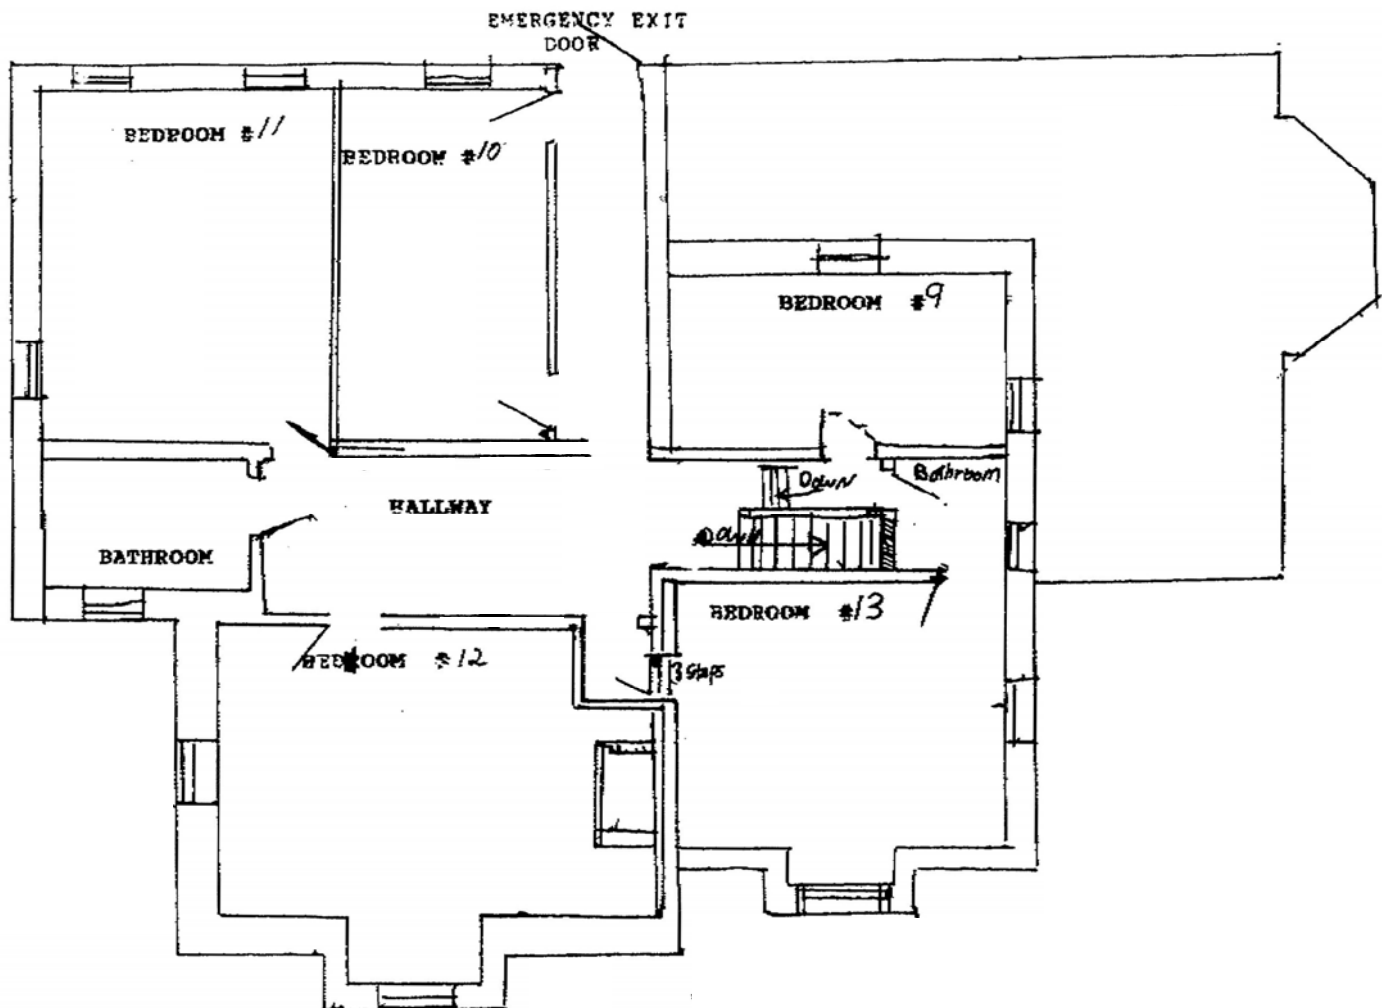 EMERGENCY EXIT
DOOR
BEDROOM #11
BEDROOM #10
BEDROOM #9
Down
Bathroom
HALLWAY
Down
BATHROOM
BEDROOM #13
BEDROOM #12
3 Steps